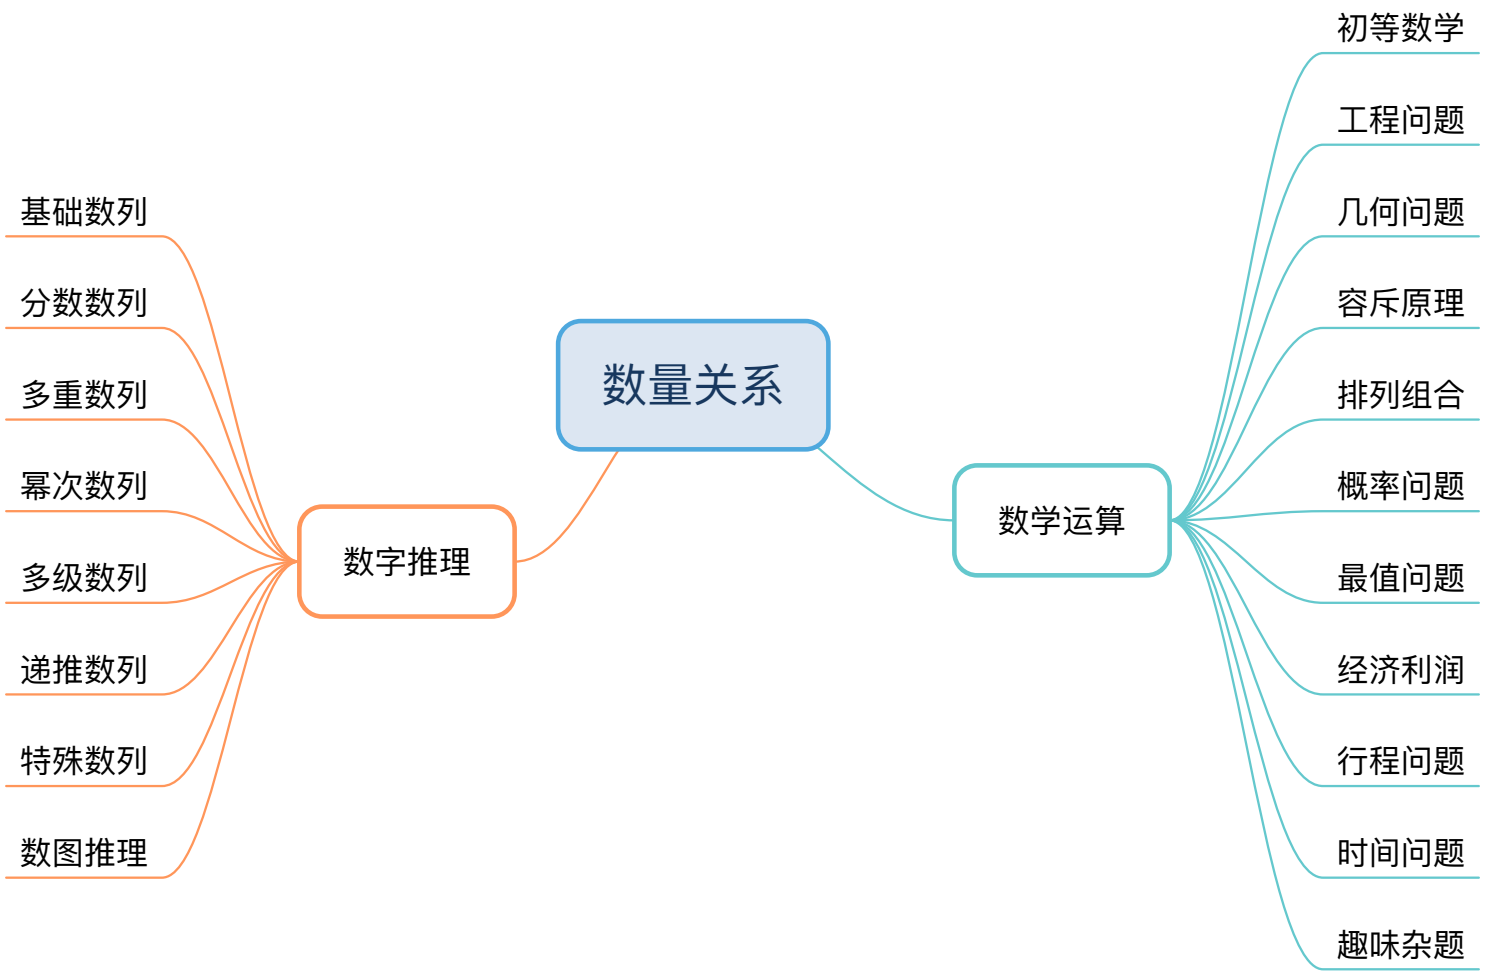 数量关系
数字推理
基础数列
分数数列
多重数列
幂次数列
多级数列
递推数列
特殊数列
数图推理
数学运算
初等数学
工程问题
几何问题
容斥原理
排列组合
概率问题
最值问题
经济利润
行程问题
时间问题
趣味杂题